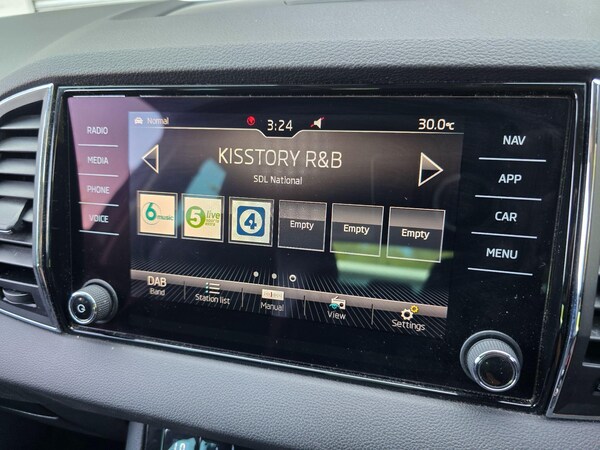 Normal 3:24 30.0°C
RADIO
MEDIA
PHONE
VOICE
KISSTORY R&B
SDL National
6 music
5 live
4
Empty
Empty
Empty
DAB
Band
Station list
Manual
View
Settings
NAV
APP
CAR
MENU